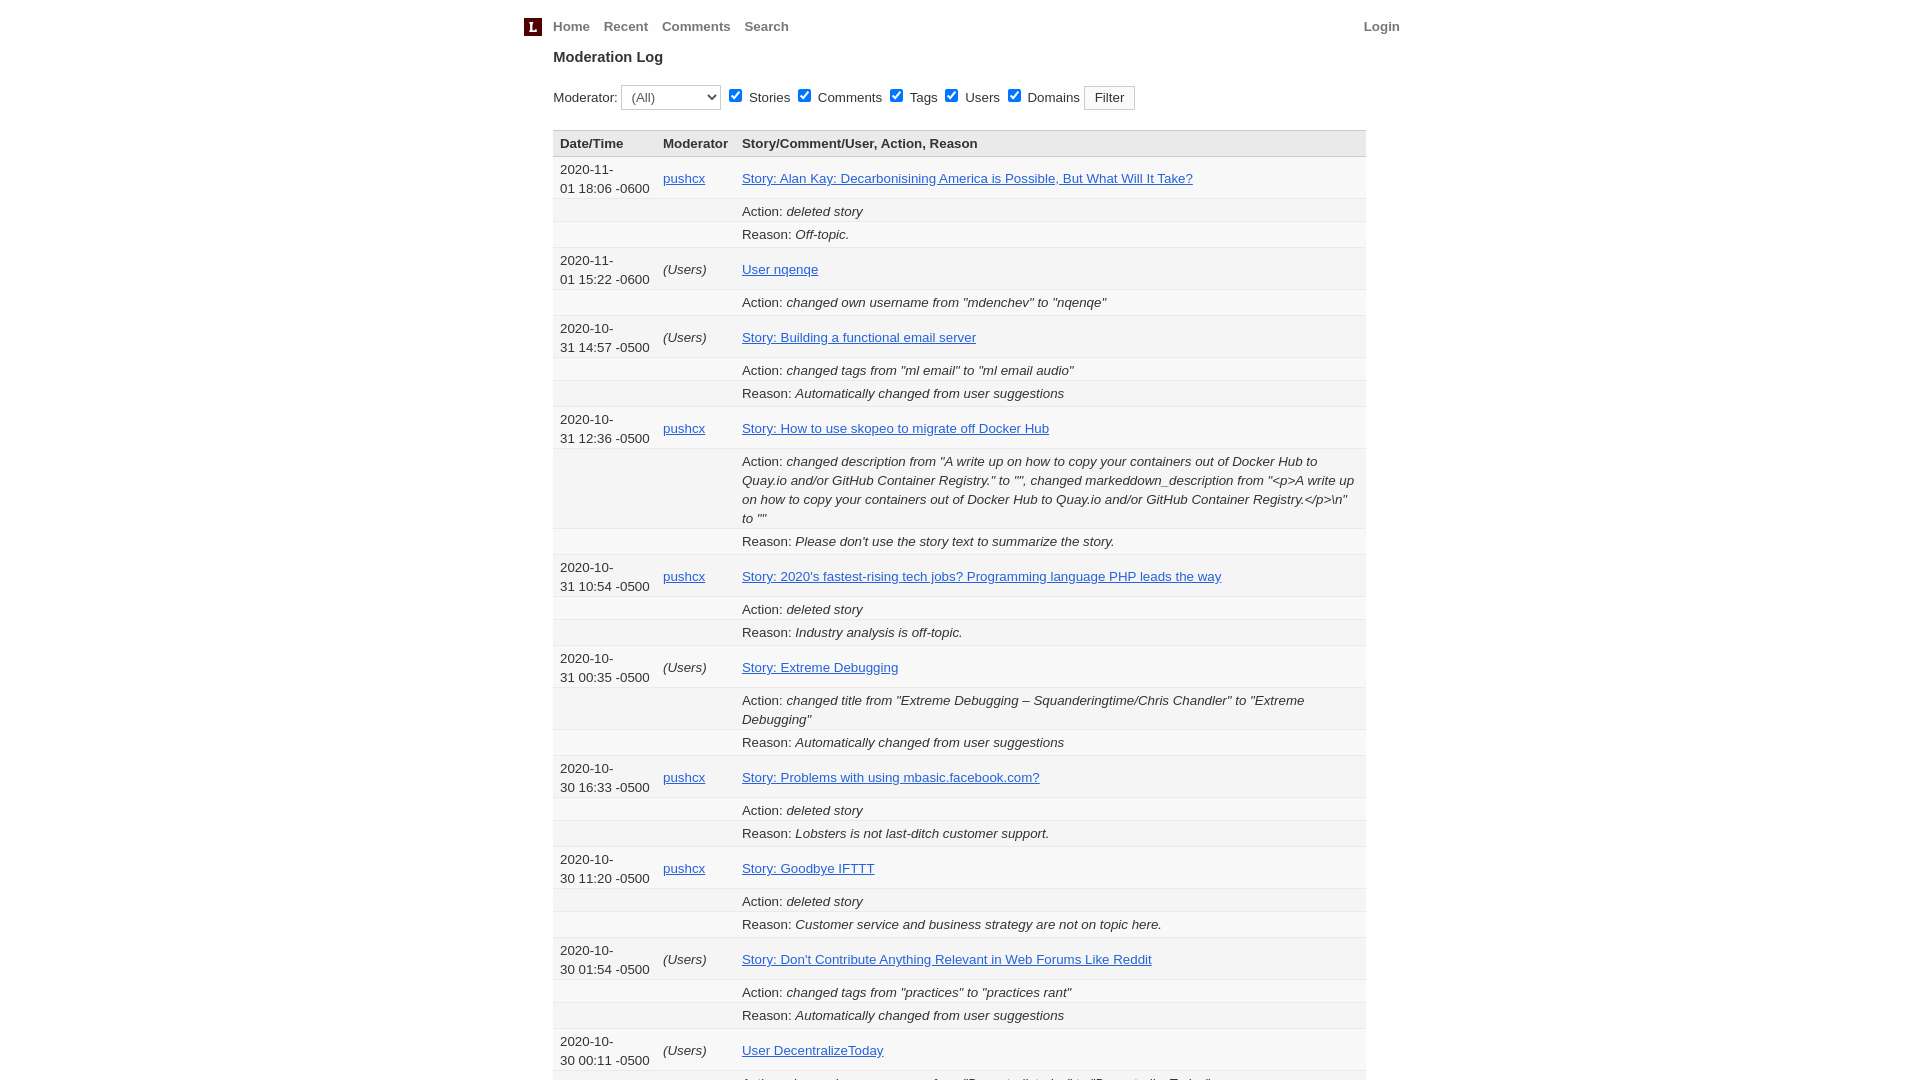 L Home Recent Comments Search Login
Moderation Log
Moderator: (All) Stories Comments Tags Users Domains Filter
Date/Time Moderator Story/Comment/User, Action, Reason
2020-11-
01 18:06 -0600 pushcx Story: Alan Kay: Decarbonisining America is Possible, But What Will It Take?
Action: deleted story
Reason: Off-topic.
2020-11-
01 15:22 -0600 (Users) User nqenqe
Action: changed own username from "mdenchev" to "nqenqe"
2020-10-
31 14:57 -0500 (Users) Story: Building a functional email server
Action: changed tags from "ml email" to "ml email audio"
Reason: Automatically changed from user suggestions
2020-10-
31 12:36 -0500 pushcx Story: How to use skopeo to migrate off Docker Hub
Action: changed description from "A write up on how to copy your containers out of Docker Hub to
Quay.io and/or GitHub Container Registry." to "", changed markeddown_description from "<p>A write up
on how to copy your containers out of Docker Hub to Quay.io and/or GitHub Container Registry.</p>\n"
to ""
Reason: Please don't use the story text to summarize the story.
2020-10-
31 10:54 -0500 pushcx Story: 2020's fastest-rising tech jobs? Programming language PHP leads the way
Action: deleted story
Reason: Industry analysis is off-topic.
2020-10-
31 00:35 -0500 (Users) Story: Extreme Debugging
Action: changed title from "Extreme Debugging – Squanderingtime/Chris Chandler" to "Extreme
Debugging"
Reason: Automatically changed from user suggestions
2020-10-
30 16:33 -0500 pushcx Story: Problems with using mbasic.facebook.com?
Action: deleted story
Reason: Lobsters is not last-ditch customer support.
2020-10-
30 11:20 -0500 pushcx Story: Goodbye IFTTT
Action: deleted story
Reason: Customer service and business strategy are not on topic here.
2020-10-
30 01:54 -0500 (Users) Story: Don't Contribute Anything Relevant in Web Forums Like Reddit
Action: changed tags from "practices" to "practices rant"
Reason: Automatically changed from user suggestions
2020-10-
30 00:11 -0500 (Users) User DecentralizeToday